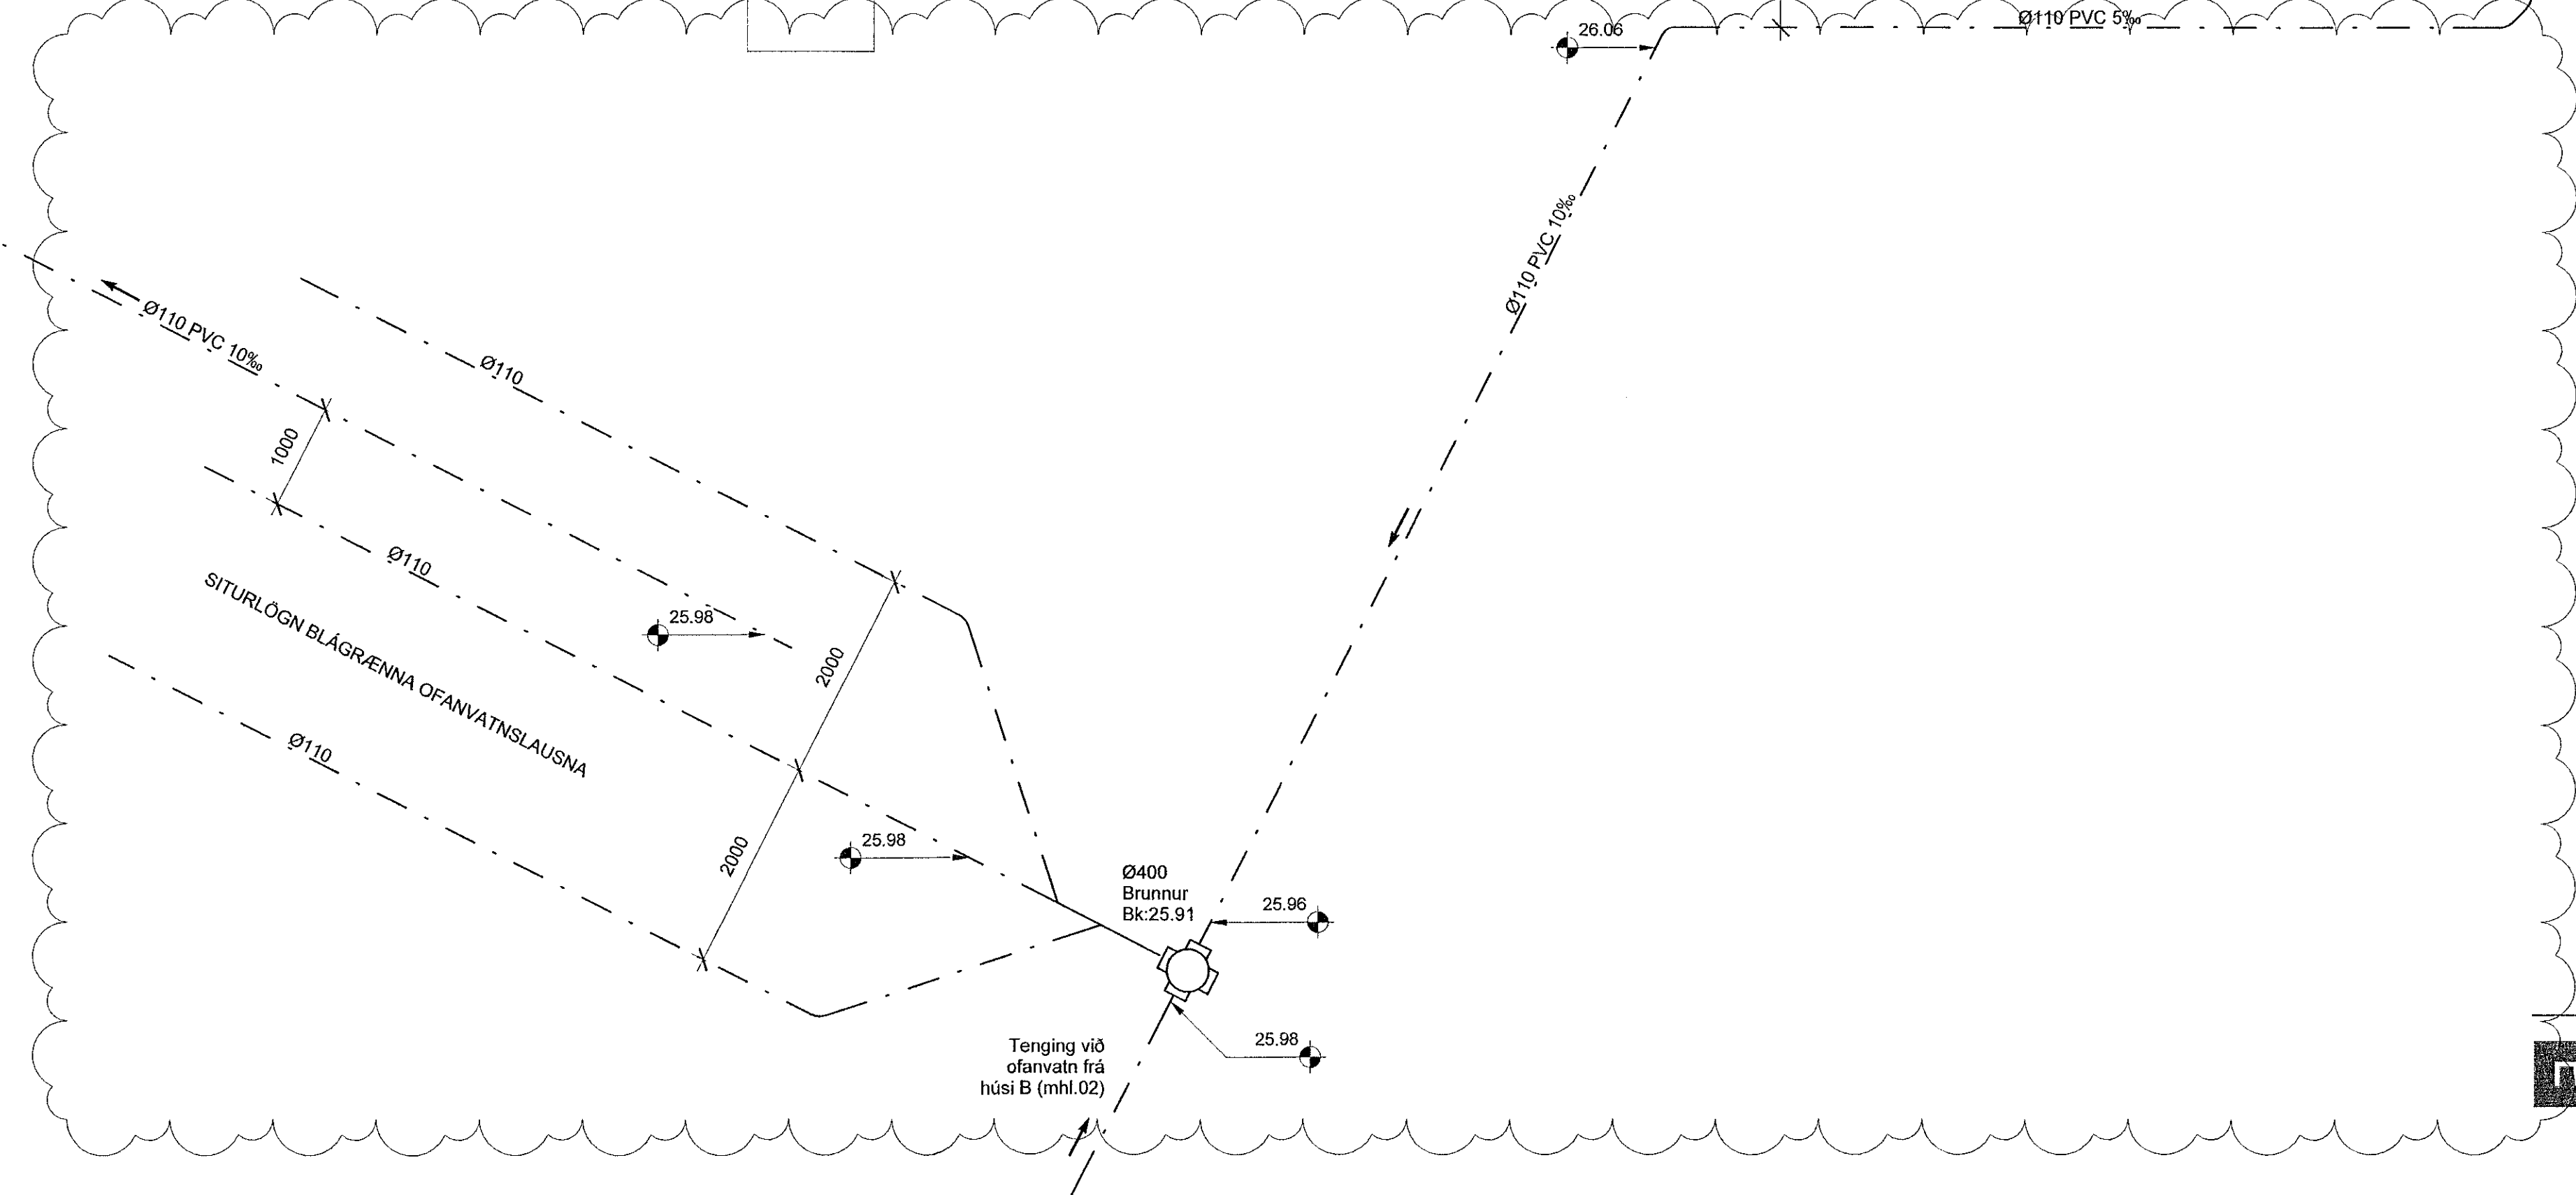 Ø110 PVC 5‰
26.06
Ø110 PVC 10‰
Ø110 PVC 10‰
Ø110
1000
Ø110
SITURLÖGN BLÁGRÆNNA OFANVATNSLAUSNA
25.98
2000
Ø110
2000
25.98
Ø400
Brunnur
Bk:25.91
25.96
25.98
Tenging við
ofanvatn frá
húsi B (mhl.02)